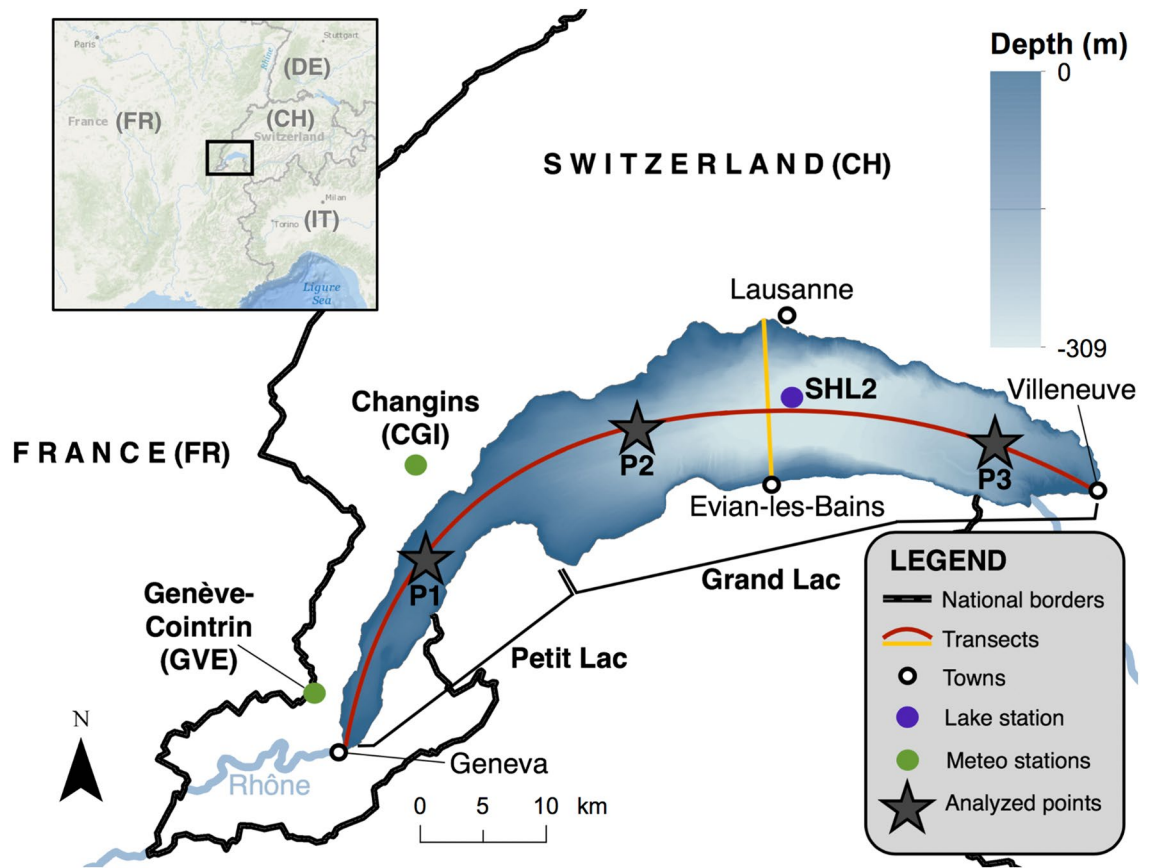 Paris
Stuttgart
Rhine
(DE)
France (FR)
(CH)
Switzerland
Milan
Torino
(IT)
Ligure
Sea
Depth (m)
0
-309
S W I T Z E R L A N D (CH)
Lausanne
SHL2
Villeneuve
Changins
(CGI)
F R A N C E (FR)
P2
P3
Evian-les-Bains
P1
Grand Lac
Genève-
Cointrin
(GVE)
Petit Lac
N
Rhône
Geneva
0 5 10 km
LEGEND
National borders
Transects
Towns
Lake station
Meteo stations
Analyzed points